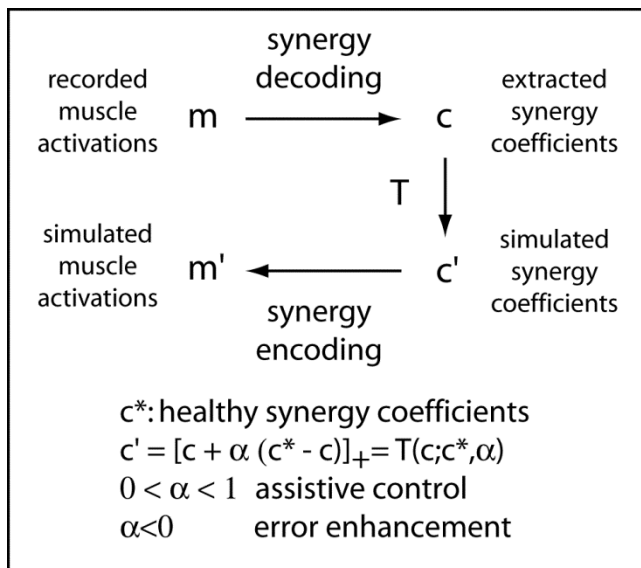 synergy
decoding
recorded
muscle
activations
m
c
extracted
synergy
coefficients
T
simulated
muscle
activations
m'
c'
simulated
synergy
coefficients
synergy
encoding
c*: healthy synergy coefficients
c' = [c + α (c* - c)]₊= T(c;c*,α)
0 < α < 1 assistive control
α<0 error enhancement